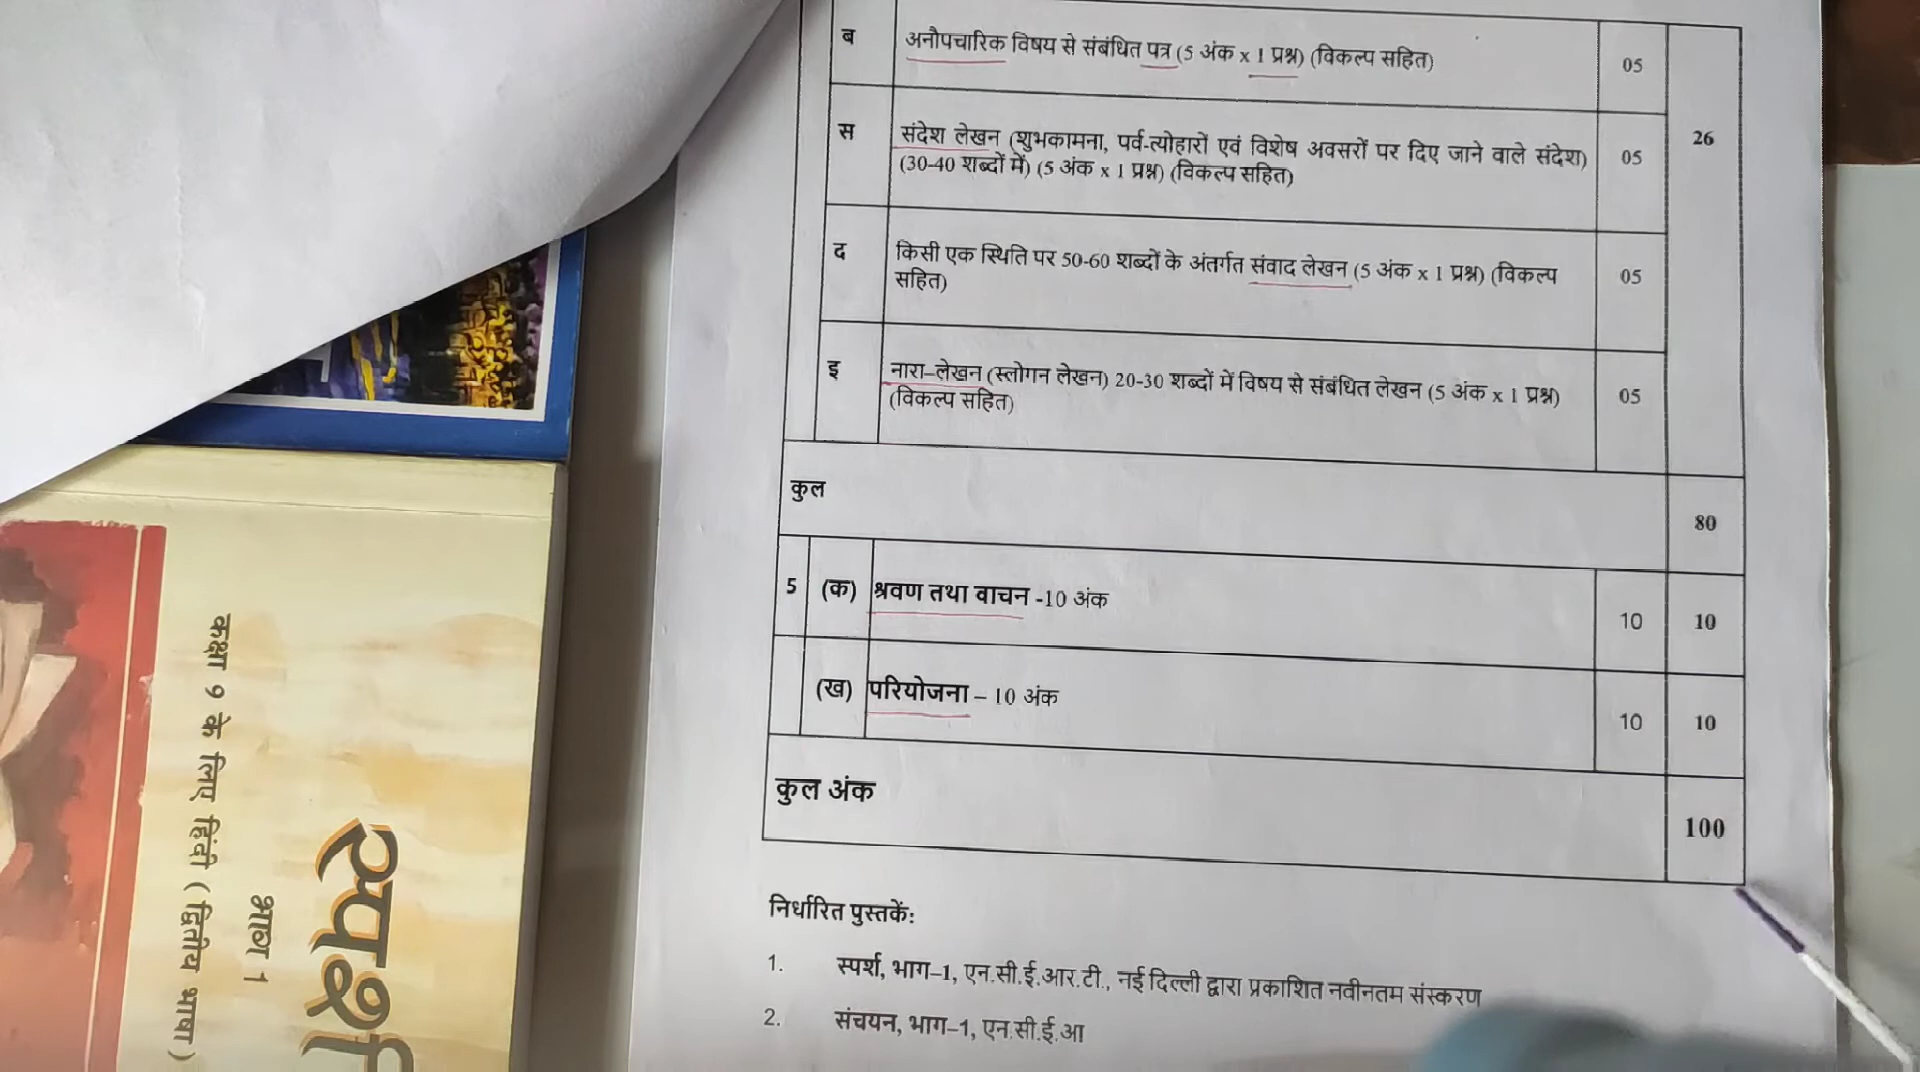 ब अनौपचारिक विषय से संबंधित पत्र (5 अंक x 1 प्रश्न) (विकल्प सहित) 05
26
स संदेश लेखन (शुभकामना, पर्व-त्योहारों एवं विशेष अवसरों पर दिए जाने वाले संदेश) 05
(30-40 शब्दों में) (5 अंक x 1 प्रश्न) (विकल्प सहित)
द किसी एक स्थिति पर 50-60 शब्दों के अंतर्गत संवाद लेखन (5 अंक x 1 प्रश्न) (विकल्प 05
सहित)
इ नारा-लेखन (स्लोगन लेखन) 20-30 शब्दों में विषय से संबंधित लेखन (5 अंक x 1 प्रश्न) 05
(विकल्प सहित)
कुल 80
5 (क) श्रवण तथा वाचन -10 अंक 10 10
(ख) परियोजना – 10 अंक 10 10
कुल अंक 100
निर्धारित पुस्तकें:
1. स्पर्श, भाग-1, एन.सी.ई.आर.टी., नई दिल्ली द्वारा प्रकाशित नवीनतम संस्करण
2. संचयन, भाग-1, एन.सी.ई.आ
स्पर्श
भाग 1
कक्षा 9 के लिए हिंदी ( द्वितीय भाषा )